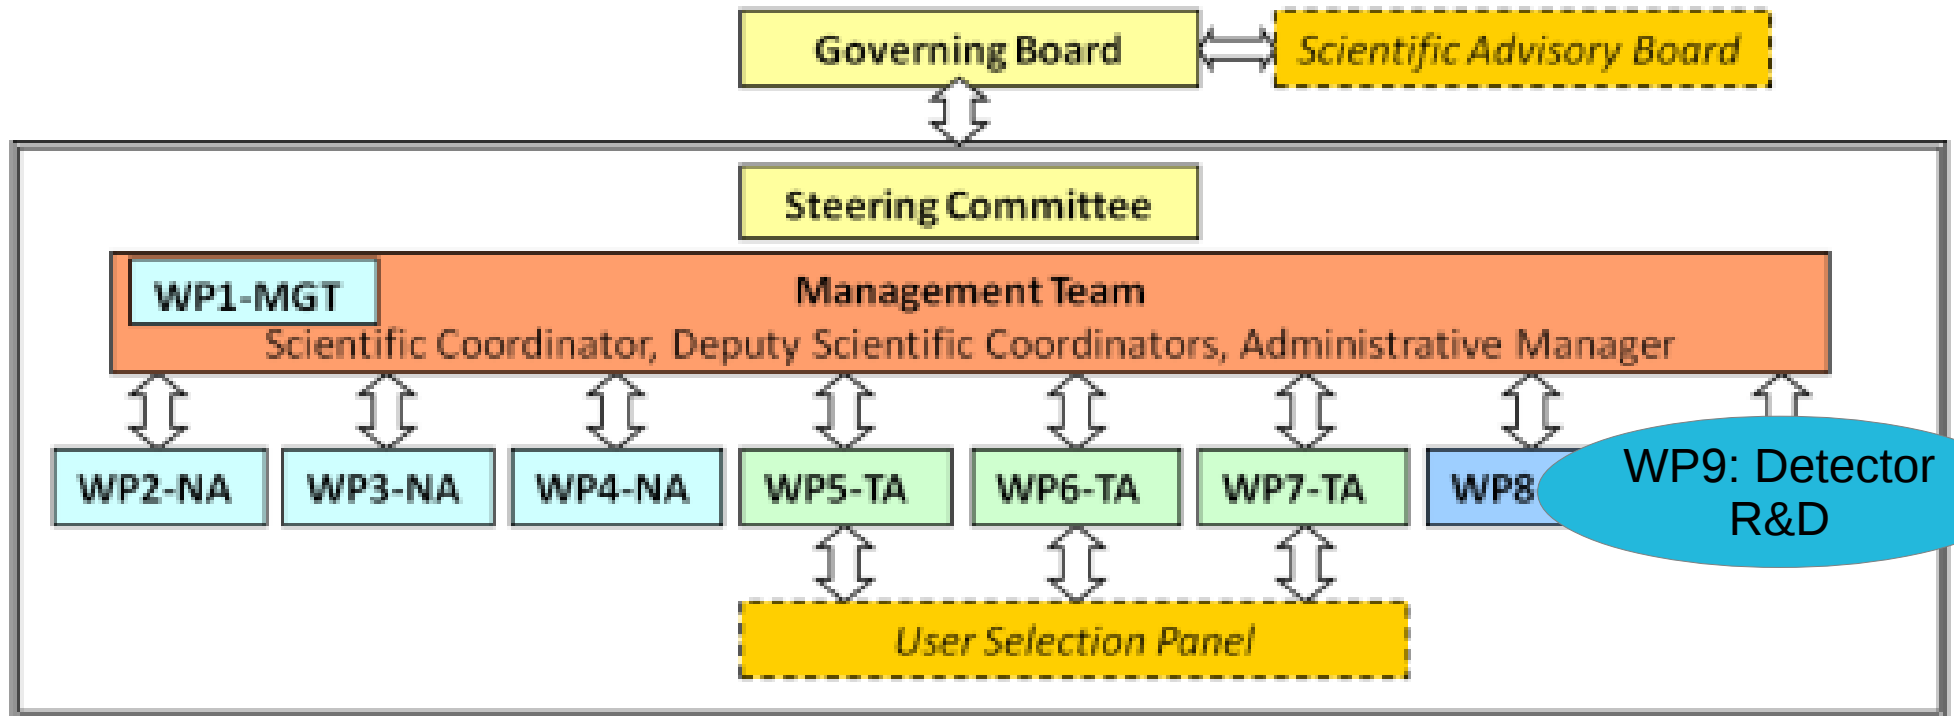 Governing Board
Scientific Advisory Board
Steering Committee
WP1-MGT
Management Team
Scientific Coordinator, Deputy Scientific Coordinators, Administrative Manager
WP2-NA
WP3-NA
WP4-NA
WP5-TA
WP6-TA
WP7-TA
WP8
WP9: Detector
R&D
User Selection Panel